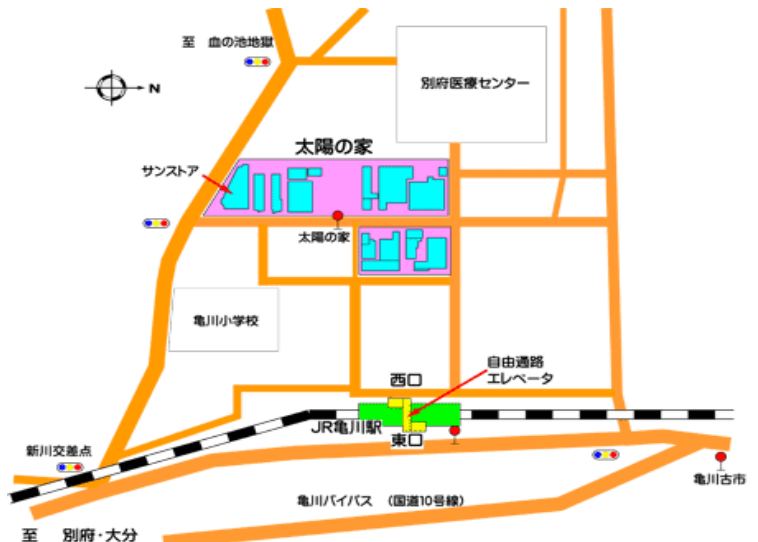 至 血の池地獄
別府医療センター
N
太陽の家
サンストア
太陽の家
亀川小学校
自由通路
エレベータ
西口
JR亀川駅
東口
新川交差点
亀川古市
亀川バイパス (国道10号線)
至 別府・大分